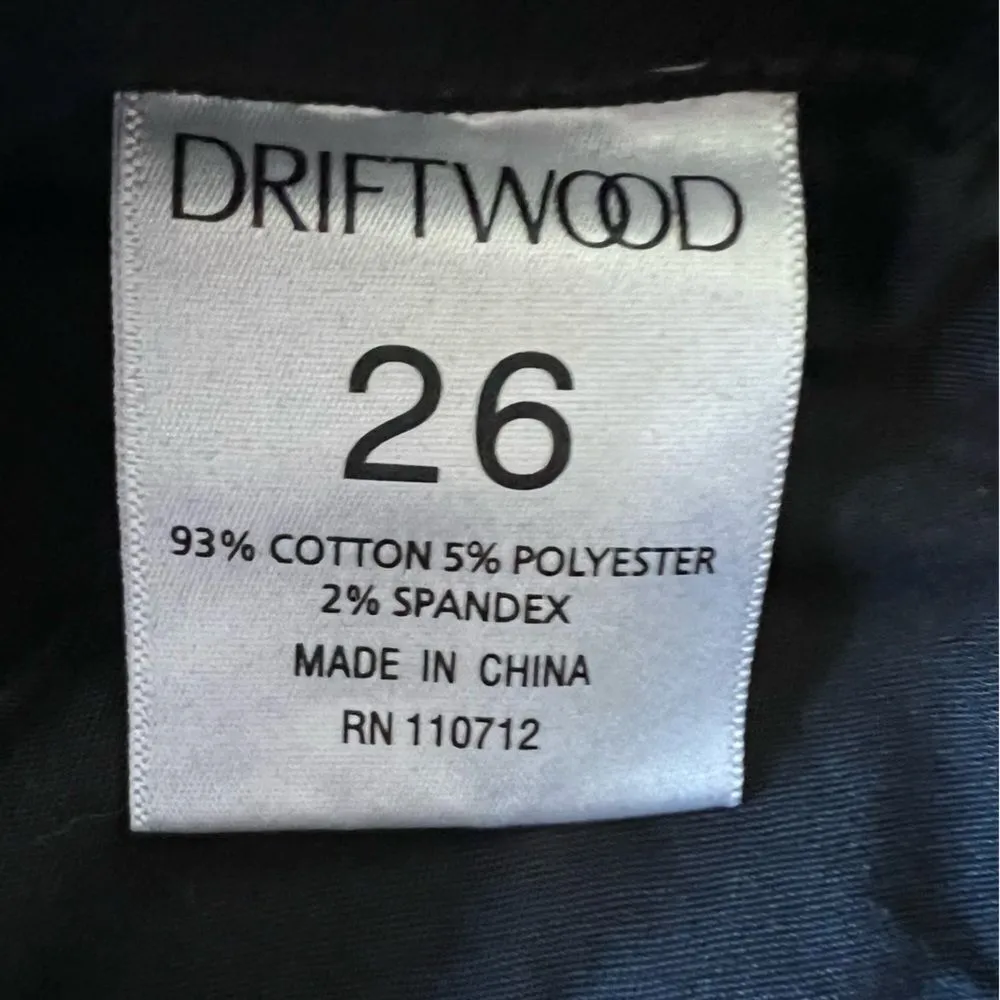 DRIFTWOOD
26
93% COTTON 5% POLYESTER
2% SPANDEX
MADE IN CHINA
RN 110712